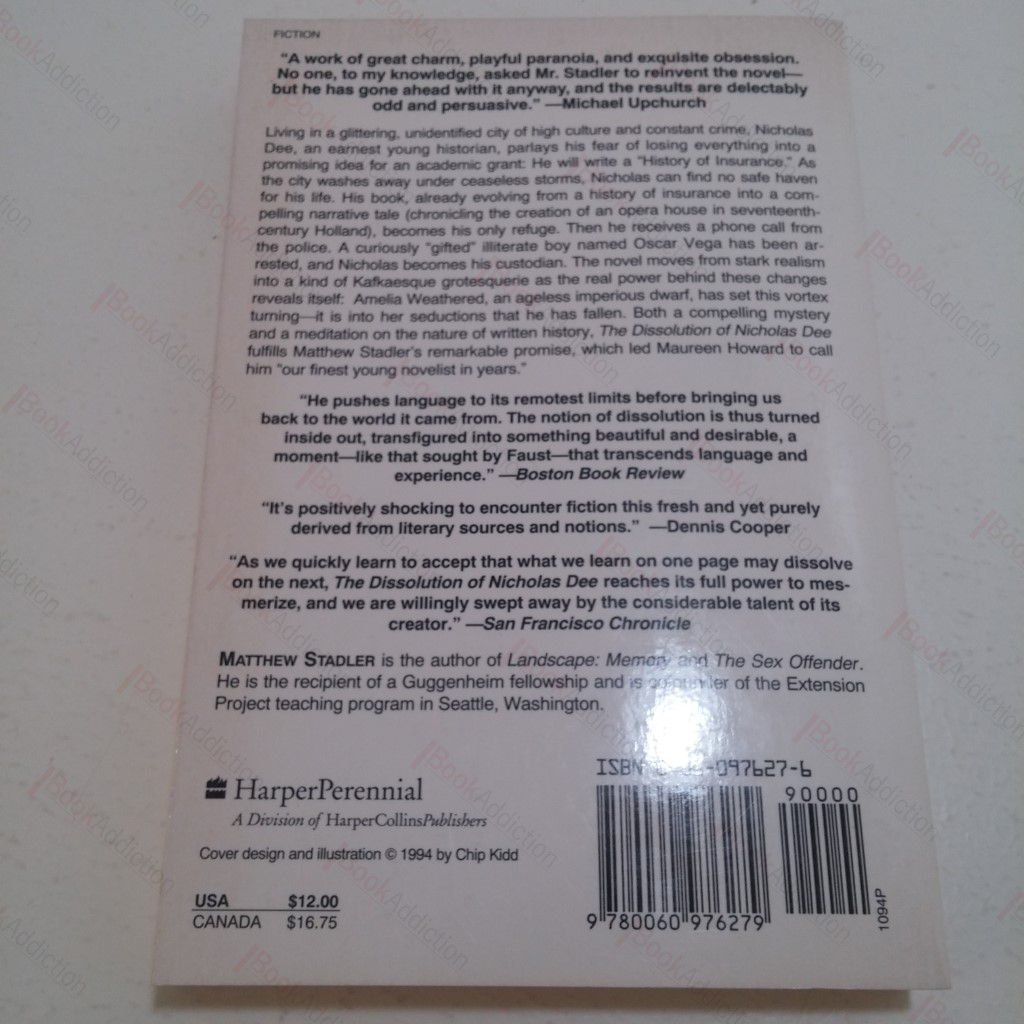 FICTION
"A work of great charm, playful paranoia, and exquisite obsession.
No one, to my knowledge, asked Mr. Stadler to reinvent the novel—
but he has gone ahead with it anyway, and the results are delectably
odd and persuasive." —Michael Upchurch
Living in a glittering, unidentified city of high culture and constant crime, Nicholas
Dee, an earnest young historian, parlays his fear of losing everything into a
promising idea for an academic grant: He will write a "History of Insurance." As
the city washes away under ceaseless storms, Nicholas can find no safe haven
for his life. His book, already evolving from a history of insurance into a com-
pelling narrative tale (chronicling the creation of an opera house in seventeenth-
century Holland), becomes his only refuge. Then he receives a phone call from
the police. A curiously "gifted" illiterate boy named Oscar Vega has been ar-
rested, and Nicholas becomes his custodian. The novel moves from stark realism
into a kind of Kafkaesque grotesquerie as the real power behind these changes
reveals itself: Amelia Weathered, an ageless imperious dwarf, has set this vortex
turning—it is into her seductions that he has fallen. Both a compelling mystery
and a meditation on the nature of written history, The Dissolution of Nicholas Dee
fulfills Matthew Stadler's remarkable promise, which led Maureen Howard to call
him "our finest young novelist in years."
"He pushes language to its remotest limits before bringing us
back to the world it came from. The notion of dissolution is thus turned
inside out, transfigured into something beautiful and desirable, a
moment—like that sought by Faust—that transcends language and
experience." —Boston Book Review
"It's positively shocking to encounter fiction this fresh and yet purely
derived from literary sources and notions." —Dennis Cooper
"As we quickly learn to accept that what we learn on one page may dissolve
on the next, The Dissolution of Nicholas Dee reaches its full power to mes-
merize, and we are willingly swept away by the considerable talent of its
creator." —San Francisco Chronicle
MATTHEW STADLER is the author of Landscape: Memory and The Sex Offender.
He is the recipient of a Guggenheim fellowship and is cofounder of the Extension
Project teaching program in Seattle, Washington.
ISBN -097627-6
90000
HarperPerennial
A Division of HarperCollinsPublishers
Cover design and illustration © 1994 by Chip Kidd
USA $12.00
CANADA $16.75
9 780060 976279
1094P
BookAddiction